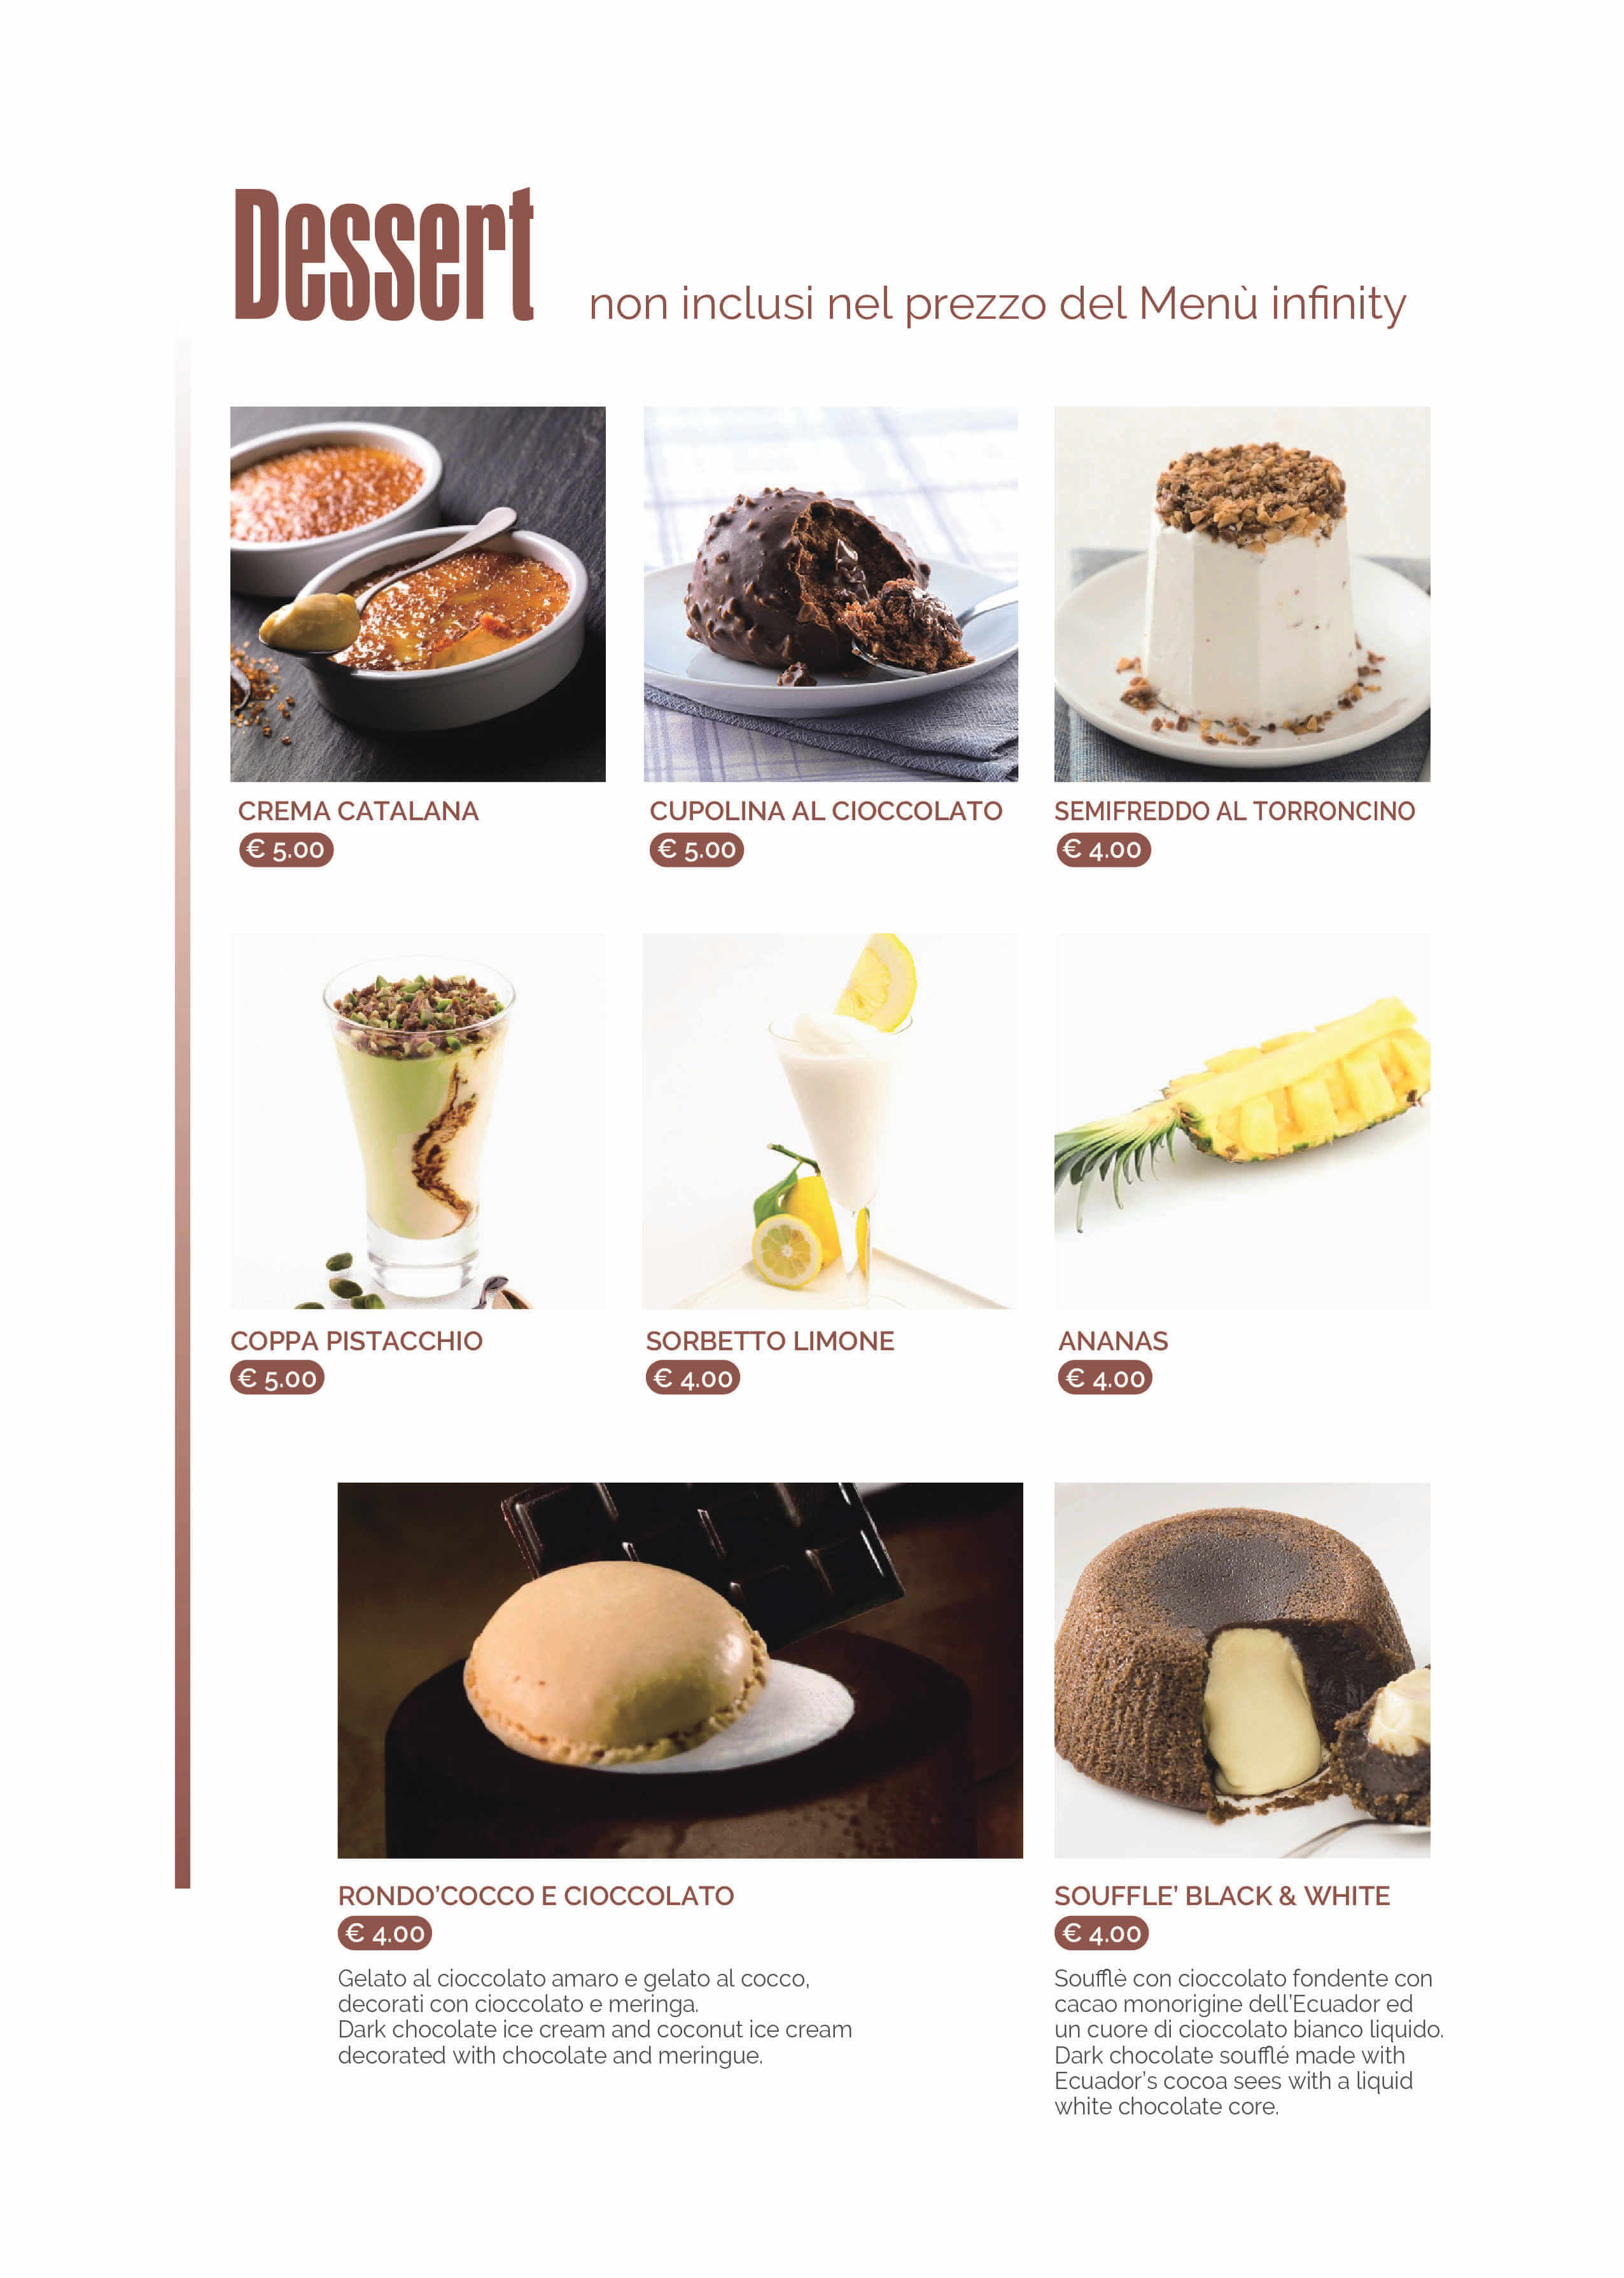 Dessert
non inclusi nel prezzo del Menù infinity
CREMA CATALANA
€ 5.00
CUPOLINA AL CIOCCOLATO
€ 5.00
SEMIFREDDO AL TORRONCINO
€ 4.00
COPPA PISTACCHIO
€ 5.00
SORBETTO LIMONE
€ 4.00
ANANAS
€ 4.00
RONDO'COCCO E CIOCCOLATO
€ 4.00
Gelato al cioccolato amaro e gelato al cocco,
decorati con cioccolato e meringa.
Dark chocolate ice cream and coconut ice cream
decorated with chocolate and meringue.
SOUFFLE' BLACK & WHITE
€ 4.00
Soufflè con cioccolato fondente con
cacao monorigine dell'Ecuador ed
un cuore di cioccolato bianco liquido.
Dark chocolate soufflé made with
Ecuador's cocoa sees with a liquid
white chocolate core.